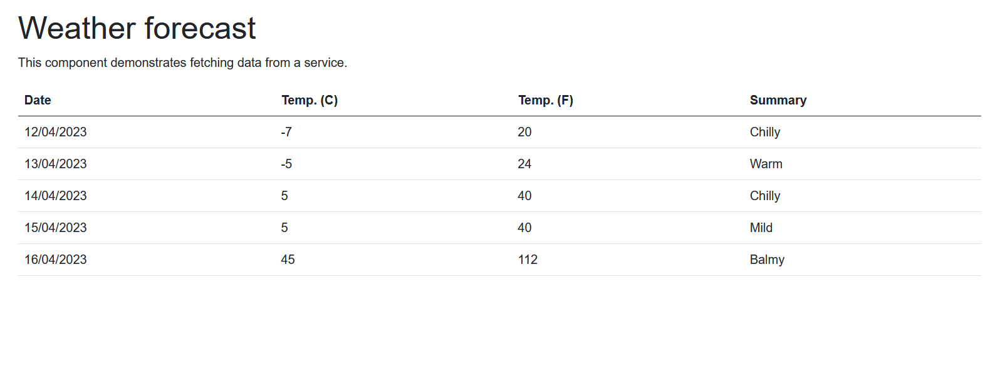 Weather forecast
This component demonstrates fetching data from a service.
Date Temp. (C) Temp. (F) Summary
12/04/2023 -7 20 Chilly
13/04/2023 -5 24 Warm
14/04/2023 5 40 Chilly
15/04/2023 5 40 Mild
16/04/2023 45 112 Balmy